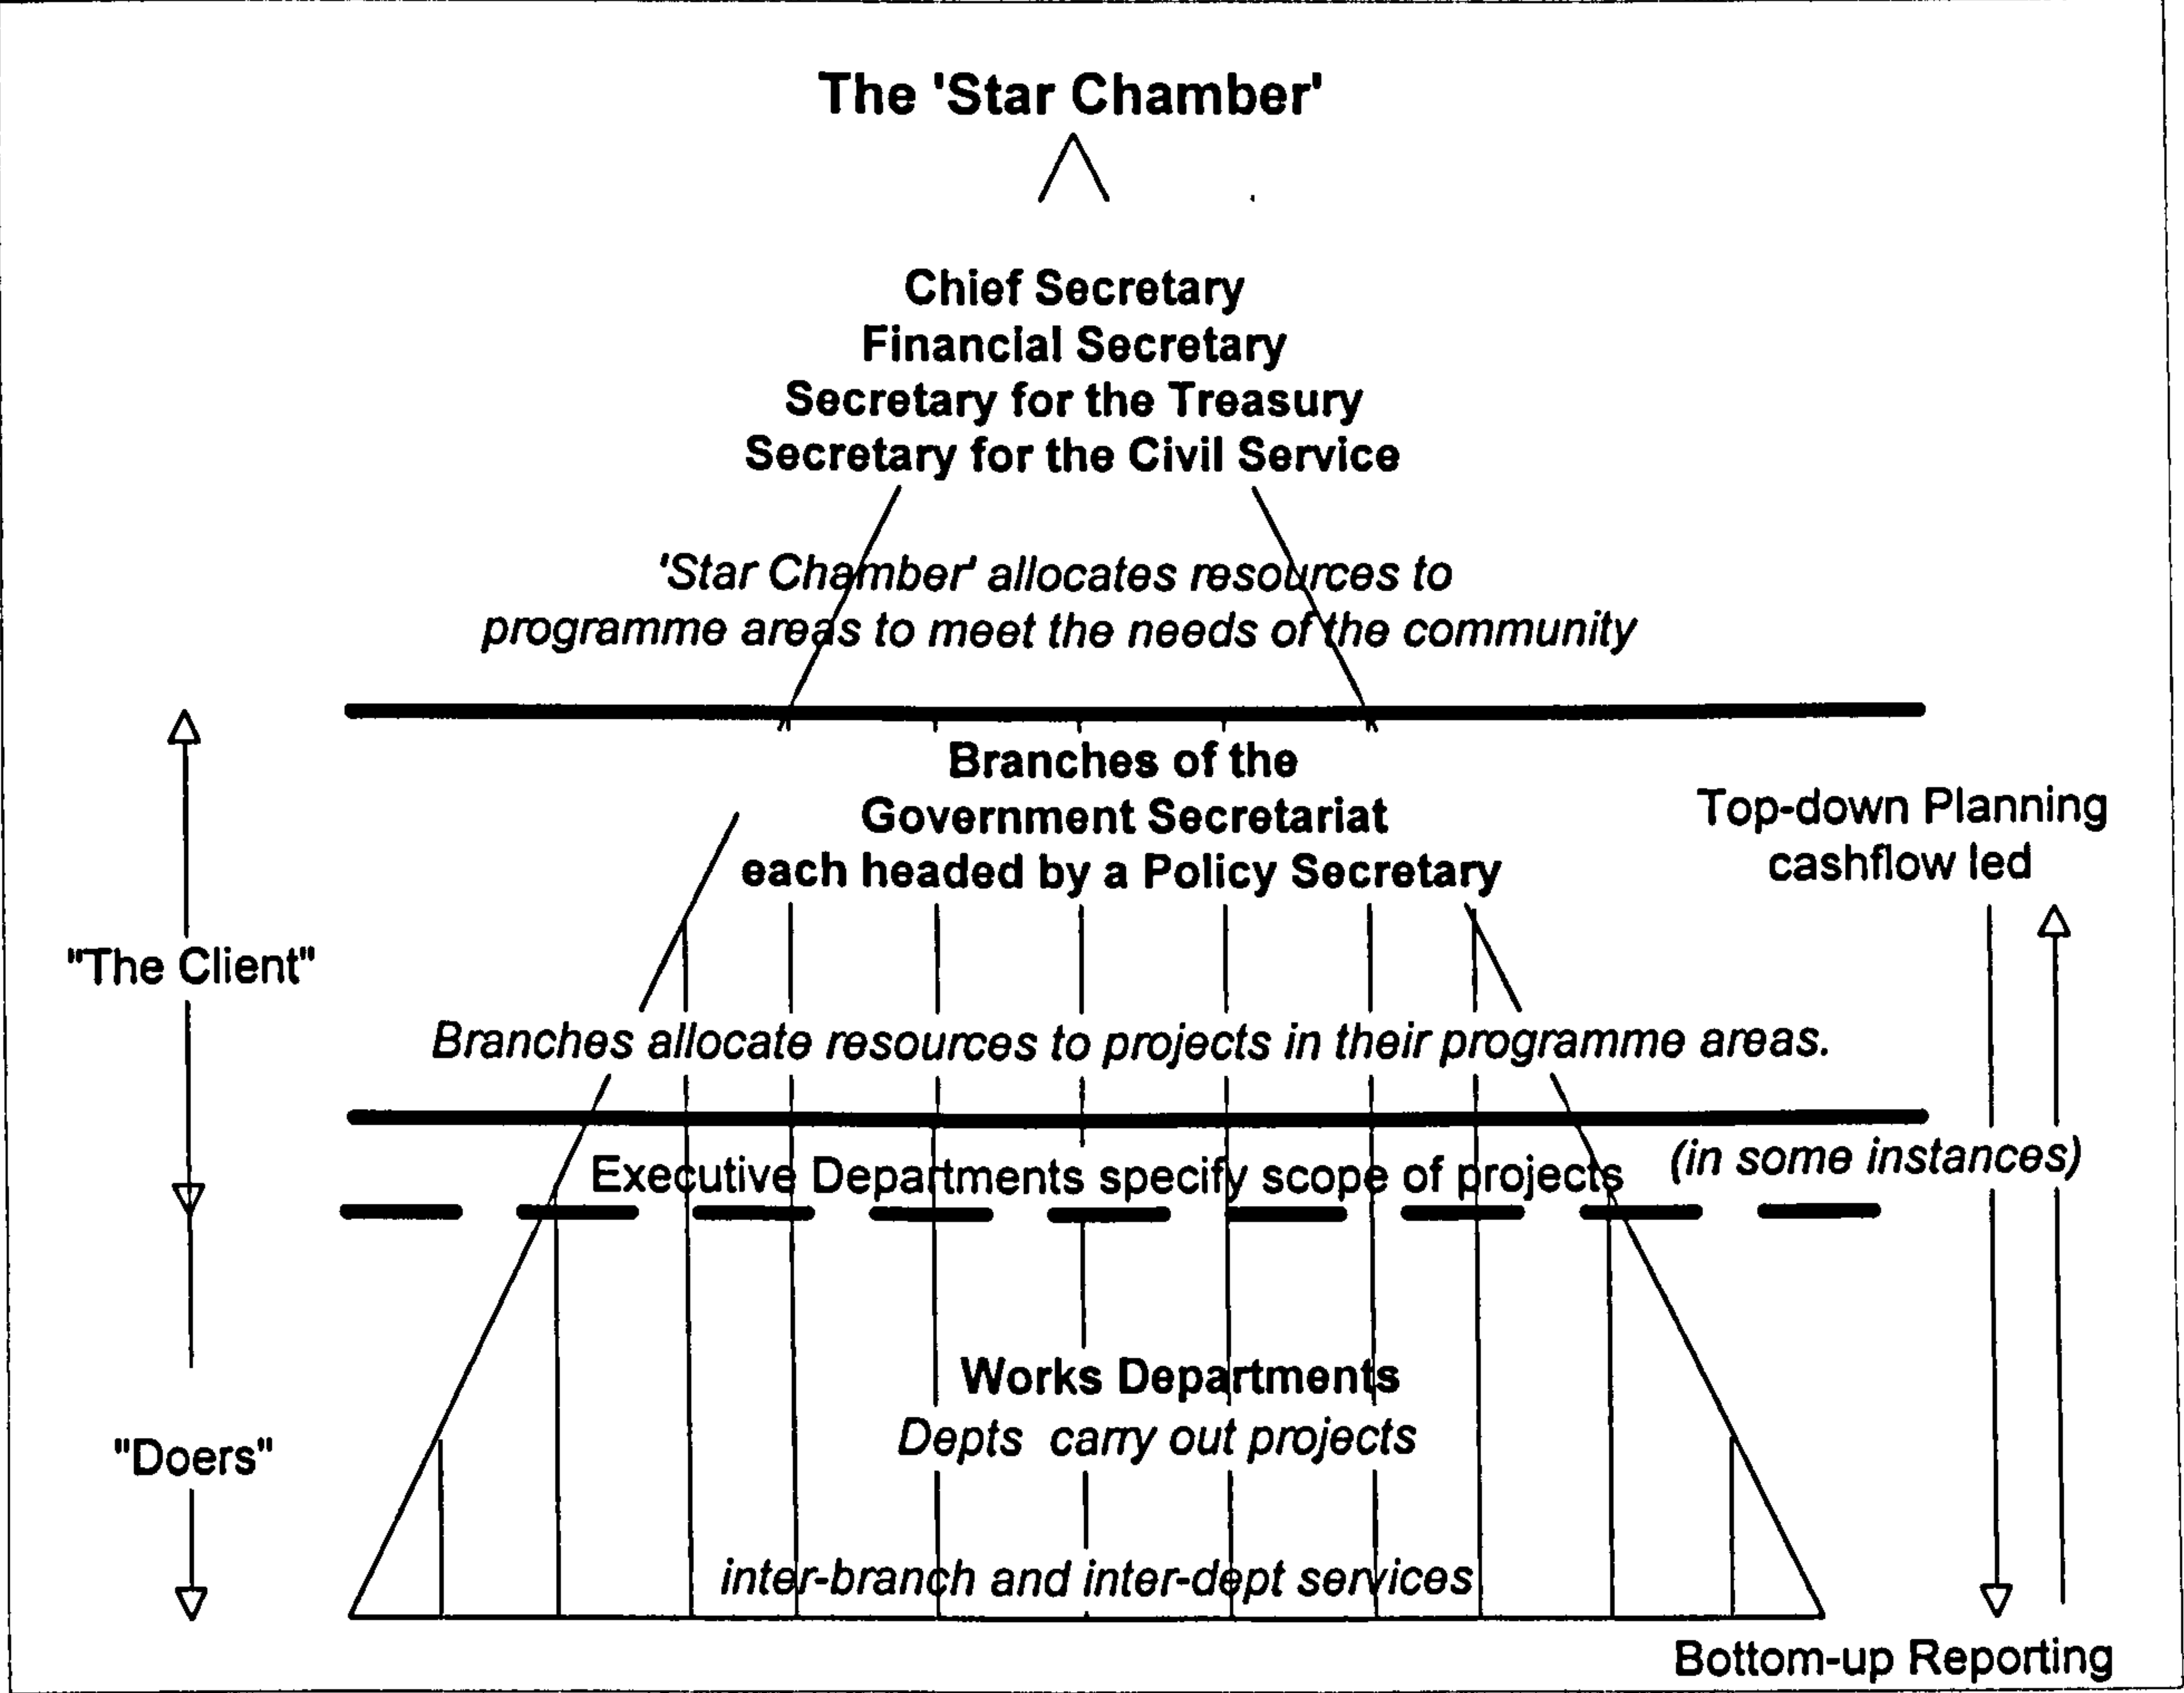 The 'Star Chamber'
Chief Secretary
Financial Secretary
Secretary for the Treasury
Secretary for the Civil Service
'Star Chamber' allocates resources to
programme areas to meet the needs of the community
Branches of the
Government Secretariat
each headed by a Policy Secretary
Top-down Planning
cashflow led
"The Client"
Branches allocate resources to projects in their programme areas.
Executive Departments specify scope of projects
(in some instances)
Works Departments
Depts carry out projects
"Doers"
inter-branch and inter-dept services
Bottom-up Reporting